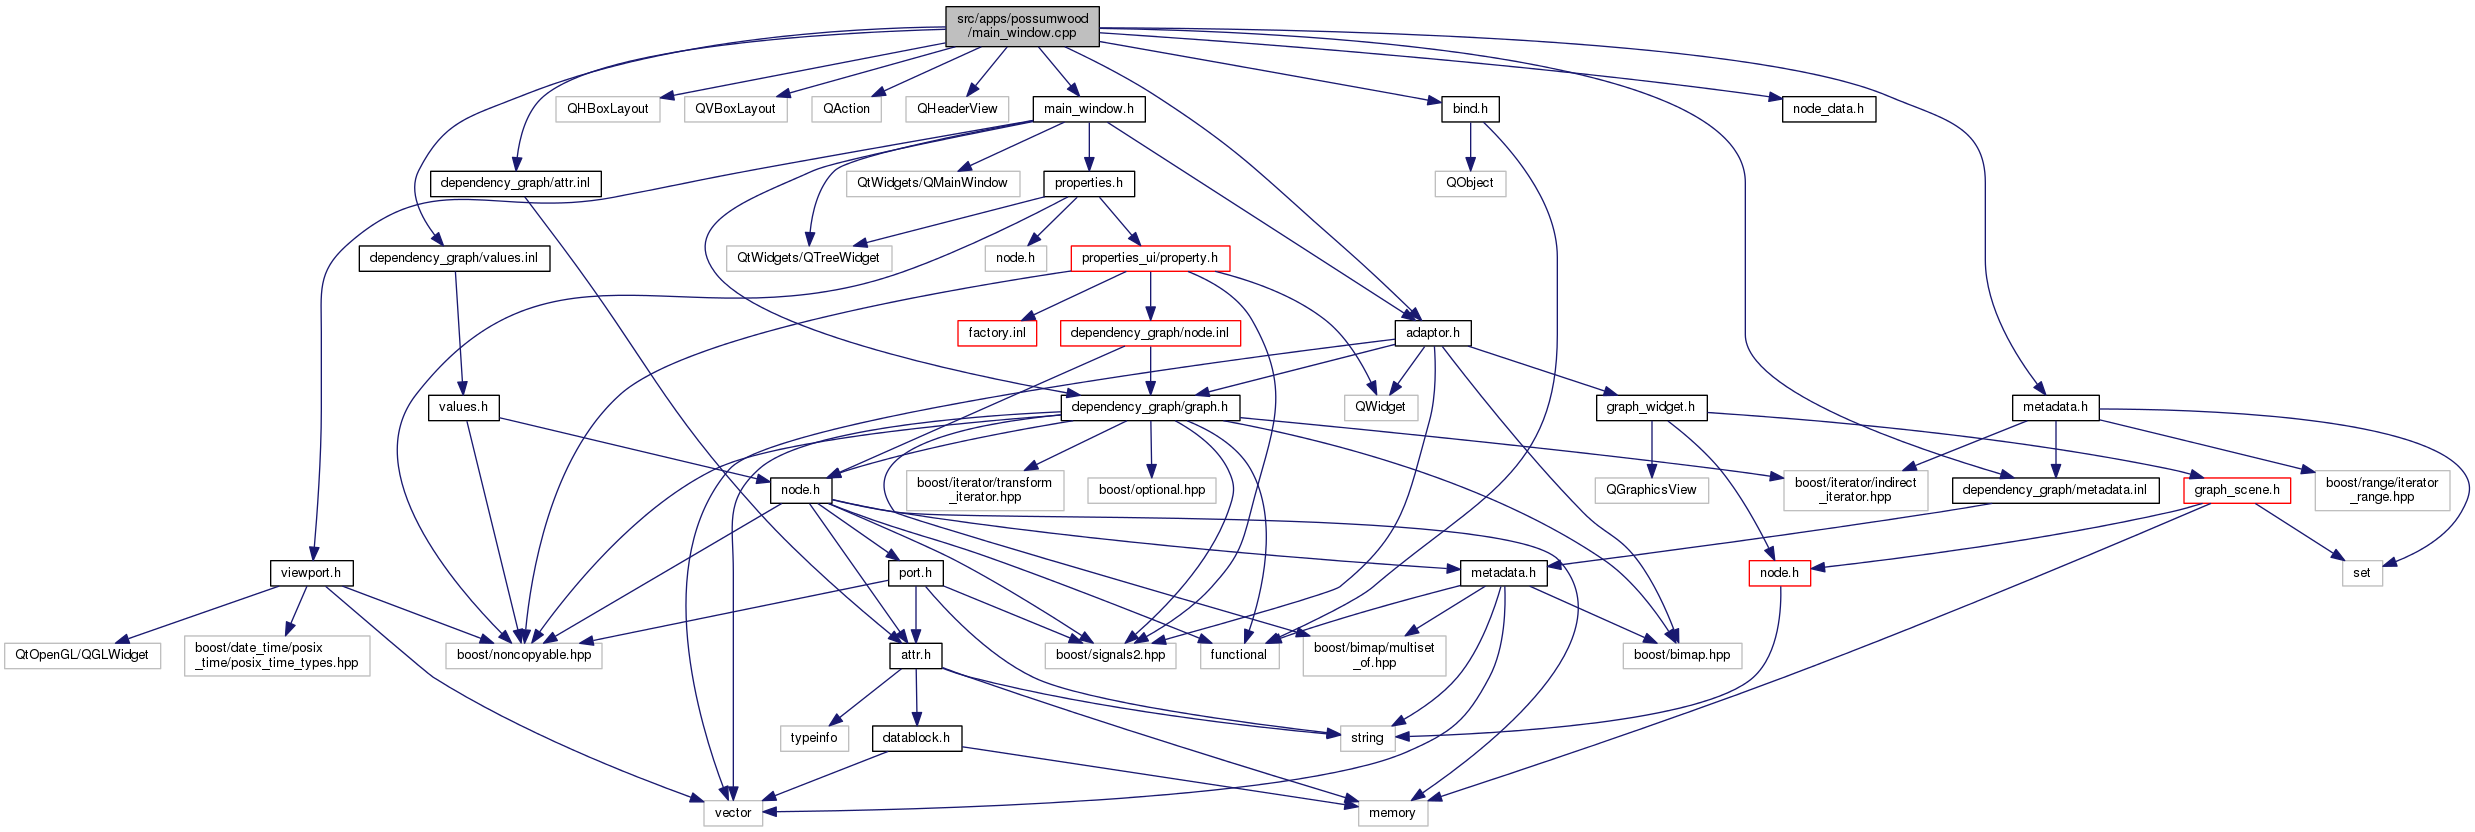 src/apps/possumwood
/main_window.cpp
QHBoxLayout
QVBoxLayout
QAction
QHeaderView
main_window.h
bind.h
node_data.h
dependency_graph/attr.inl
QtWidgets/QMainWindow
properties.h
QObject
dependency_graph/values.inl
QtWidgets/QTreeWidget
node.h
properties_ui/property.h
factory.inl
dependency_graph/node.inl
adaptor.h
values.h
dependency_graph/graph.h
QWidget
graph_widget.h
metadata.h
node.h
boost/iterator/transform
_iterator.hpp
boost/optional.hpp
QGraphicsView
boost/iterator/indirect
_iterator.hpp
dependency_graph/metadata.inl
graph_scene.h
boost/range/iterator
_range.hpp
viewport.h
port.h
metadata.h
node.h
set
QtOpenGL/QGLWidget
boost/date_time/posix
_time/posix_time_types.hpp
boost/noncopyable.hpp
attr.h
boost/signals2.hpp
functional
boost/bimap/multiset
_of.hpp
boost/bimap.hpp
typeinfo
datablock.h
string
vector
memory